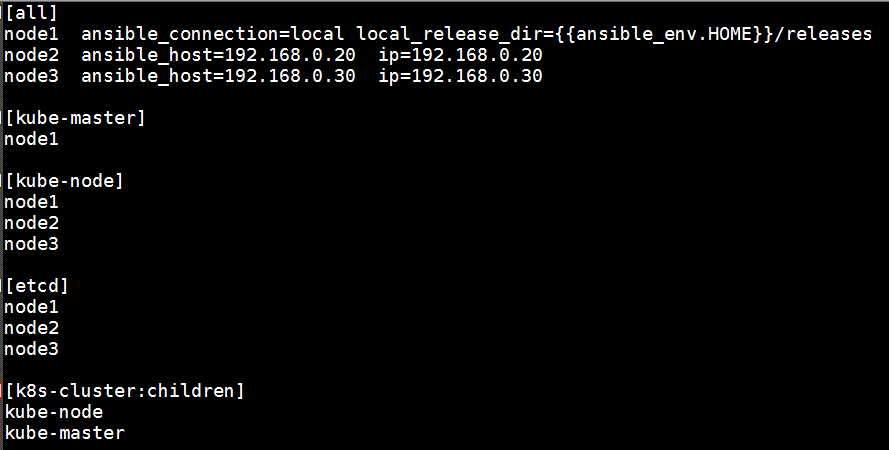 [all]
node1  ansible_connection=local local_release_dir={{ansible_env.HOME}}/releases
node2  ansible_host=192.168.0.20  ip=192.168.0.20
node3  ansible_host=192.168.0.30  ip=192.168.0.30
[kube-master]
node1
[kube-node]
node1
node2
node3
[etcd]
node1
node2
node3
[k8s-cluster:children]
kube-node
kube-master